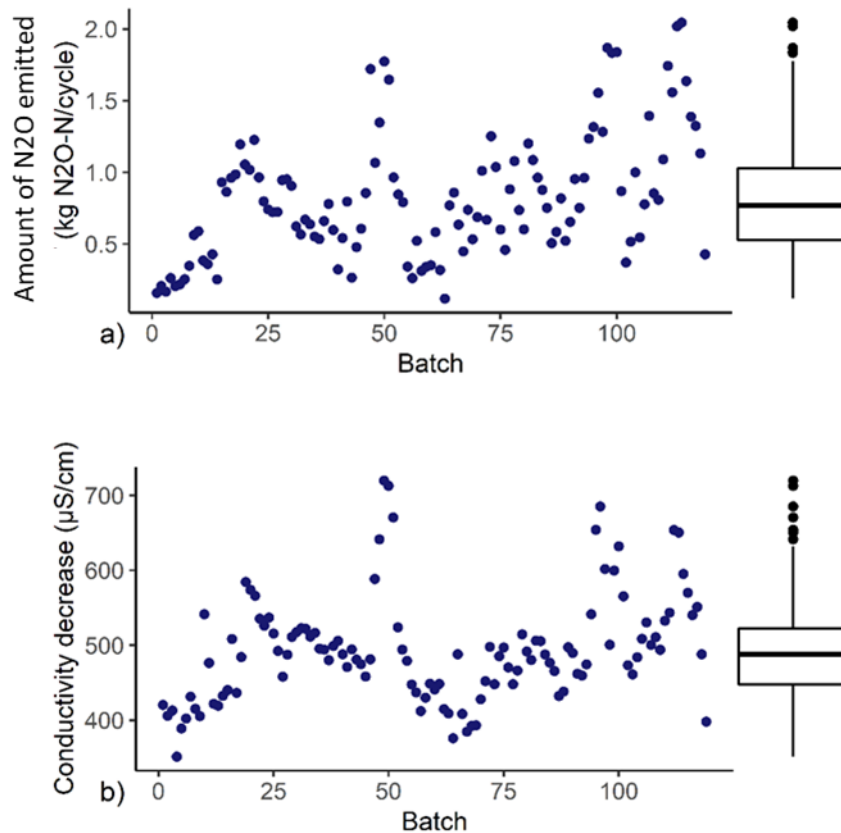 Amount of N2O emitted
(kg N2O-N/cycle)
2.0
1.5
1.0
0.5
0
25
50
75
100
a)
Batch
Conductivity decrease (µS/cm)
700
600
500
400
0
25
50
75
100
b)
Batch